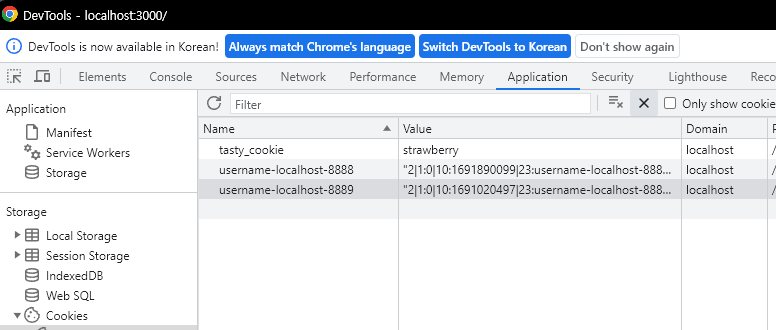 DevTools - localhost:3000/
DevTools is now available in Korean! Always match Chrome's language Switch DevTools to Korean Don't show again
Elements Console Sources Network Performance Memory Application Security Lighthouse Reco
Application
Manifest
Service Workers
Storage
Storage
Local Storage
Session Storage
IndexedDB
Web SQL
Cookies
Filter Only show cookie
Name Value Domain P
tasty_cookie strawberry localhost /
username-localhost-8888 "2|1:0|10:1691890099|23:username-localhost-888... localhost /
username-localhost-8889 "2|1:0|10:1691020497|23:username-localhost-888... localhost /